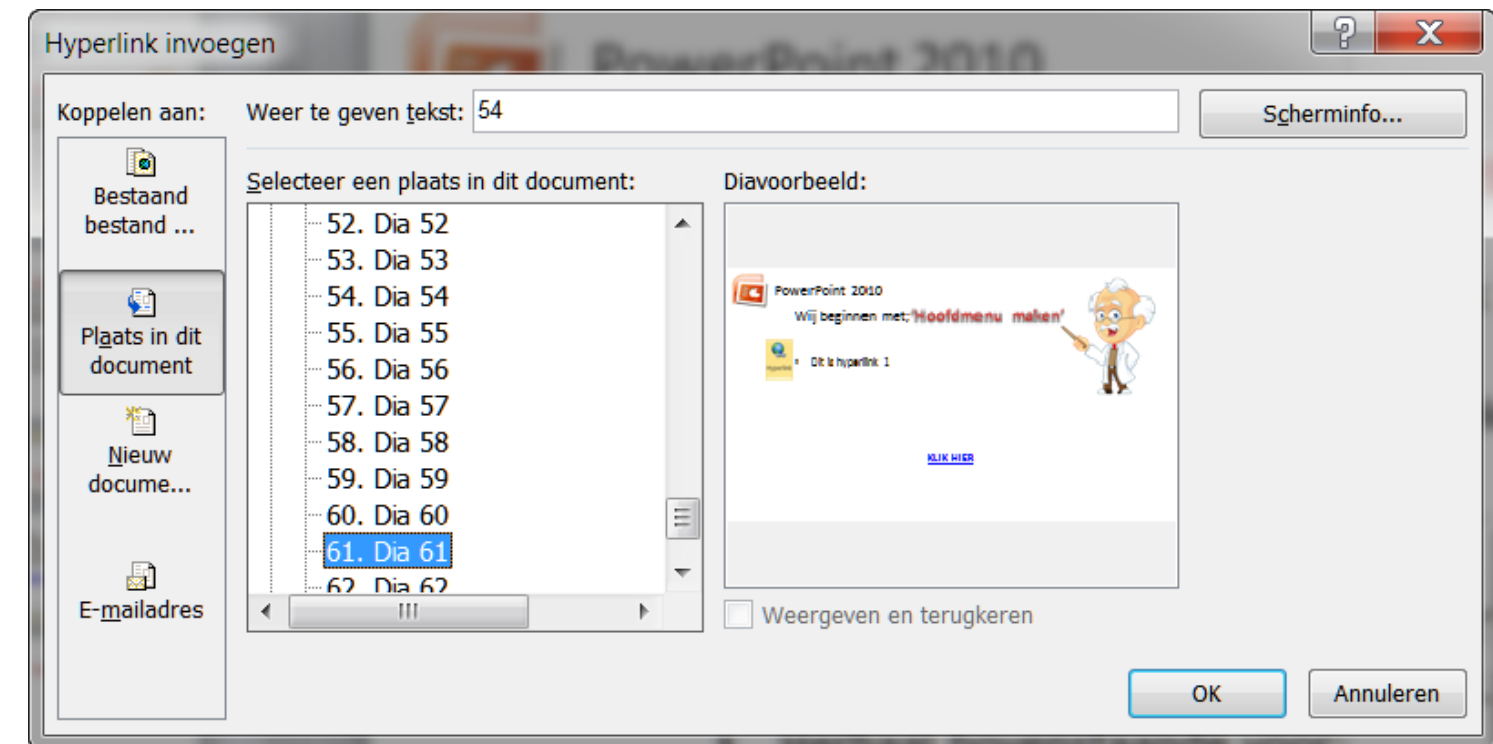 Hyperlink invoegen
PowerPoint 2010
Koppelen aan:
Weer te geven tekst: 54
Scherminfo...
Bestaand
bestand ...
Plaats in dit
document
Nieuw
docume...
E-mailadres
Selecteer een plaats in dit document:
52. Dia 52
53. Dia 53
54. Dia 54
55. Dia 55
56. Dia 56
57. Dia 57
58. Dia 58
59. Dia 59
60. Dia 60
61. Dia 61
62. Dia 62
Diavoorbeeld:
PowerPoint 2010
Wij beginnen met; 'Hoofdmenu maken'
Hyperlink
= Dit is hyperlink 1
KLIK HIER
Weergeven en terugkeren
OK
Annuleren